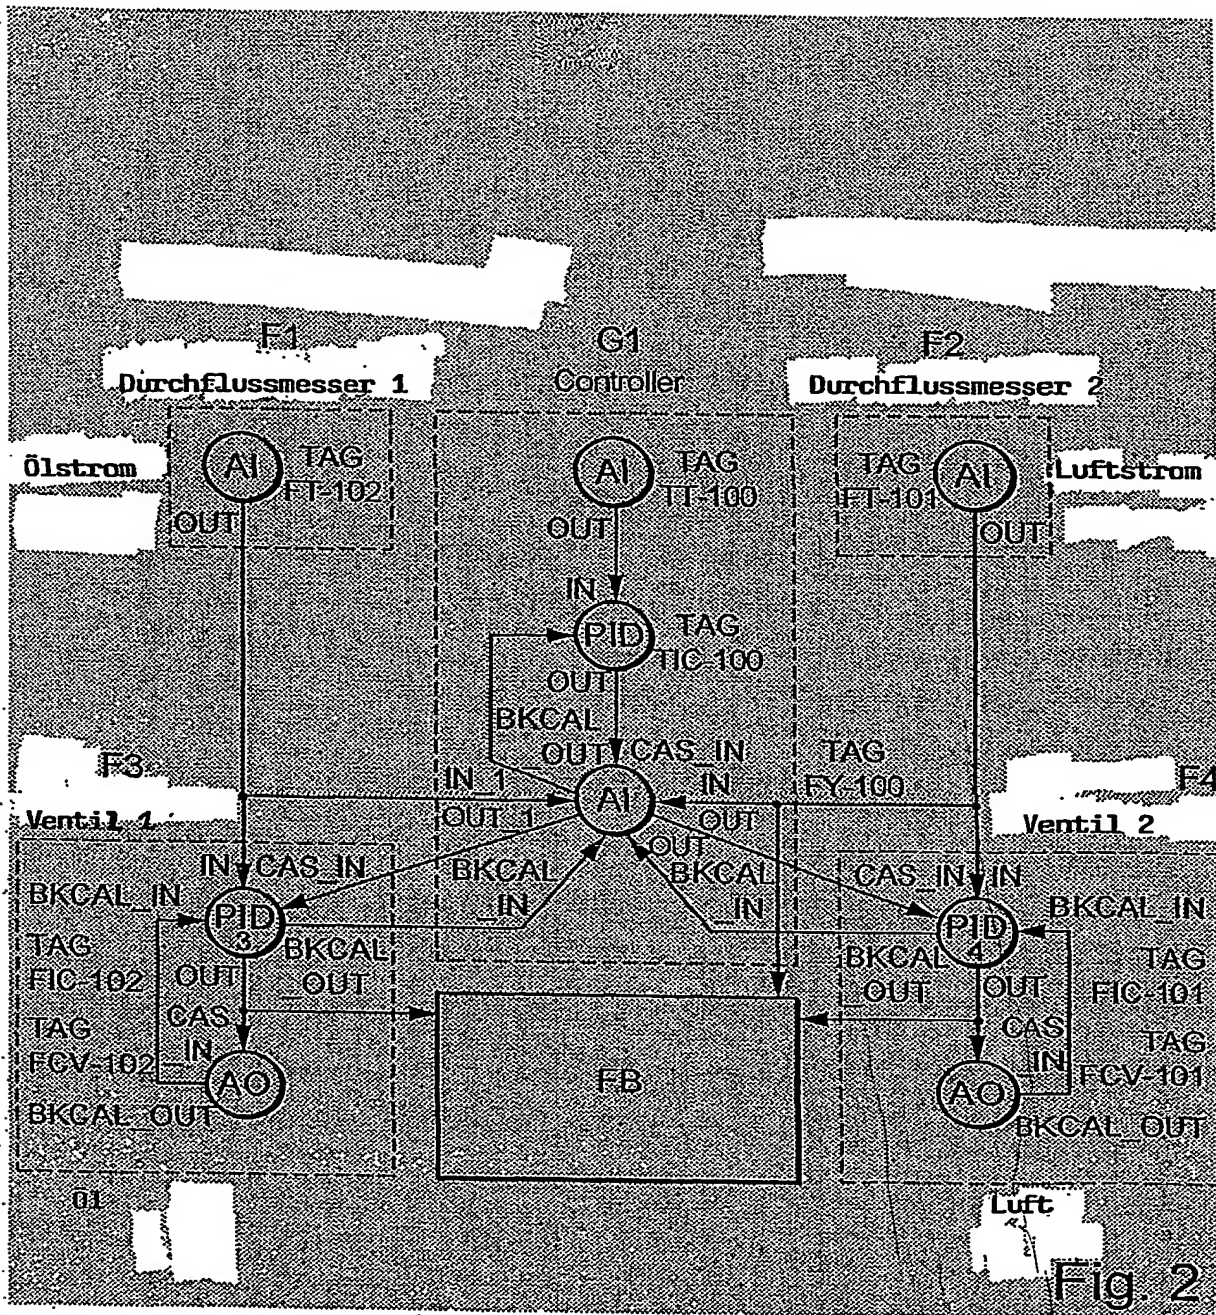 F1
Durchflussmesser 1
G1
Controller
F2
Durchflussmesser 2
Ölstrom
AI
TAG
FT-102
OUT
AI
TAG
TT-100
OUT
TAG
FT-101
AI
OUT
Luftstrom
IN
PID
TAG
TIC-100
OUT
BKCAL
_OUT
CAS_IN
TAG
FY-100
IN_1
AI
IN
OUT_1
OUT
OUT
BKCAL
_IN
BKCAL
_IN
F3
Ventil 1
F4
Ventil 2
IN
CAS_IN
BKCAL_IN
PID
3
TAG
FIC-102
OUT
BKCAL
_OUT
TAG
FCV-102
CAS
_IN
AO
BKCAL_OUT
Öl
FB
CAS_IN
IN
PID
4
BKCAL_IN
BKCAL
_OUT
OUT
TAG
FIC-101
CAS
_IN
TAG
FCV-101
AO
BKCAL_OUT
Luft
Fig. 2